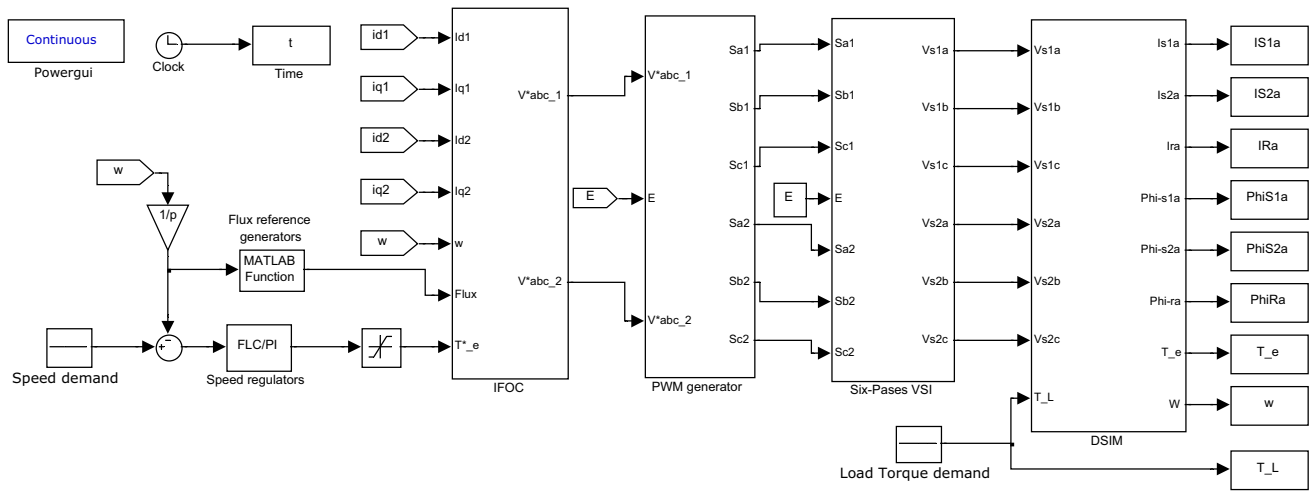 Continuous
Powergui
Clock
t
Time
w
1/p
Flux reference
generators
MATLAB
Function
Speed demand
+
−
FLC/PI
Speed regulators
id1
iq1
id2
iq2
w
Id1
Iq1
Id2
Iq2
w
Flux
T*_e
V*abc_1
V*abc_2
IFOC
E
V*abc_1
E
V*abc_2
Sa1
Sb1
Sc1
Sa2
Sb2
Sc2
PWM generator
E
Sa1
Sb1
Sc1
E
Sa2
Sb2
Sc2
Vs1a
Vs1b
Vs1c
Vs2a
Vs2b
Vs2c
Six-Pases VSI
Load Torque demand
Vs1a
Vs1b
Vs1c
Vs2a
Vs2b
Vs2c
T_L
Is1a
Is2a
Ira
Phi-s1a
Phi-s2a
Phi-ra
T_e
W
DSIM
IS1a
IS2a
IRa
PhiS1a
PhiS2a
PhiRa
T_e
w
T_L